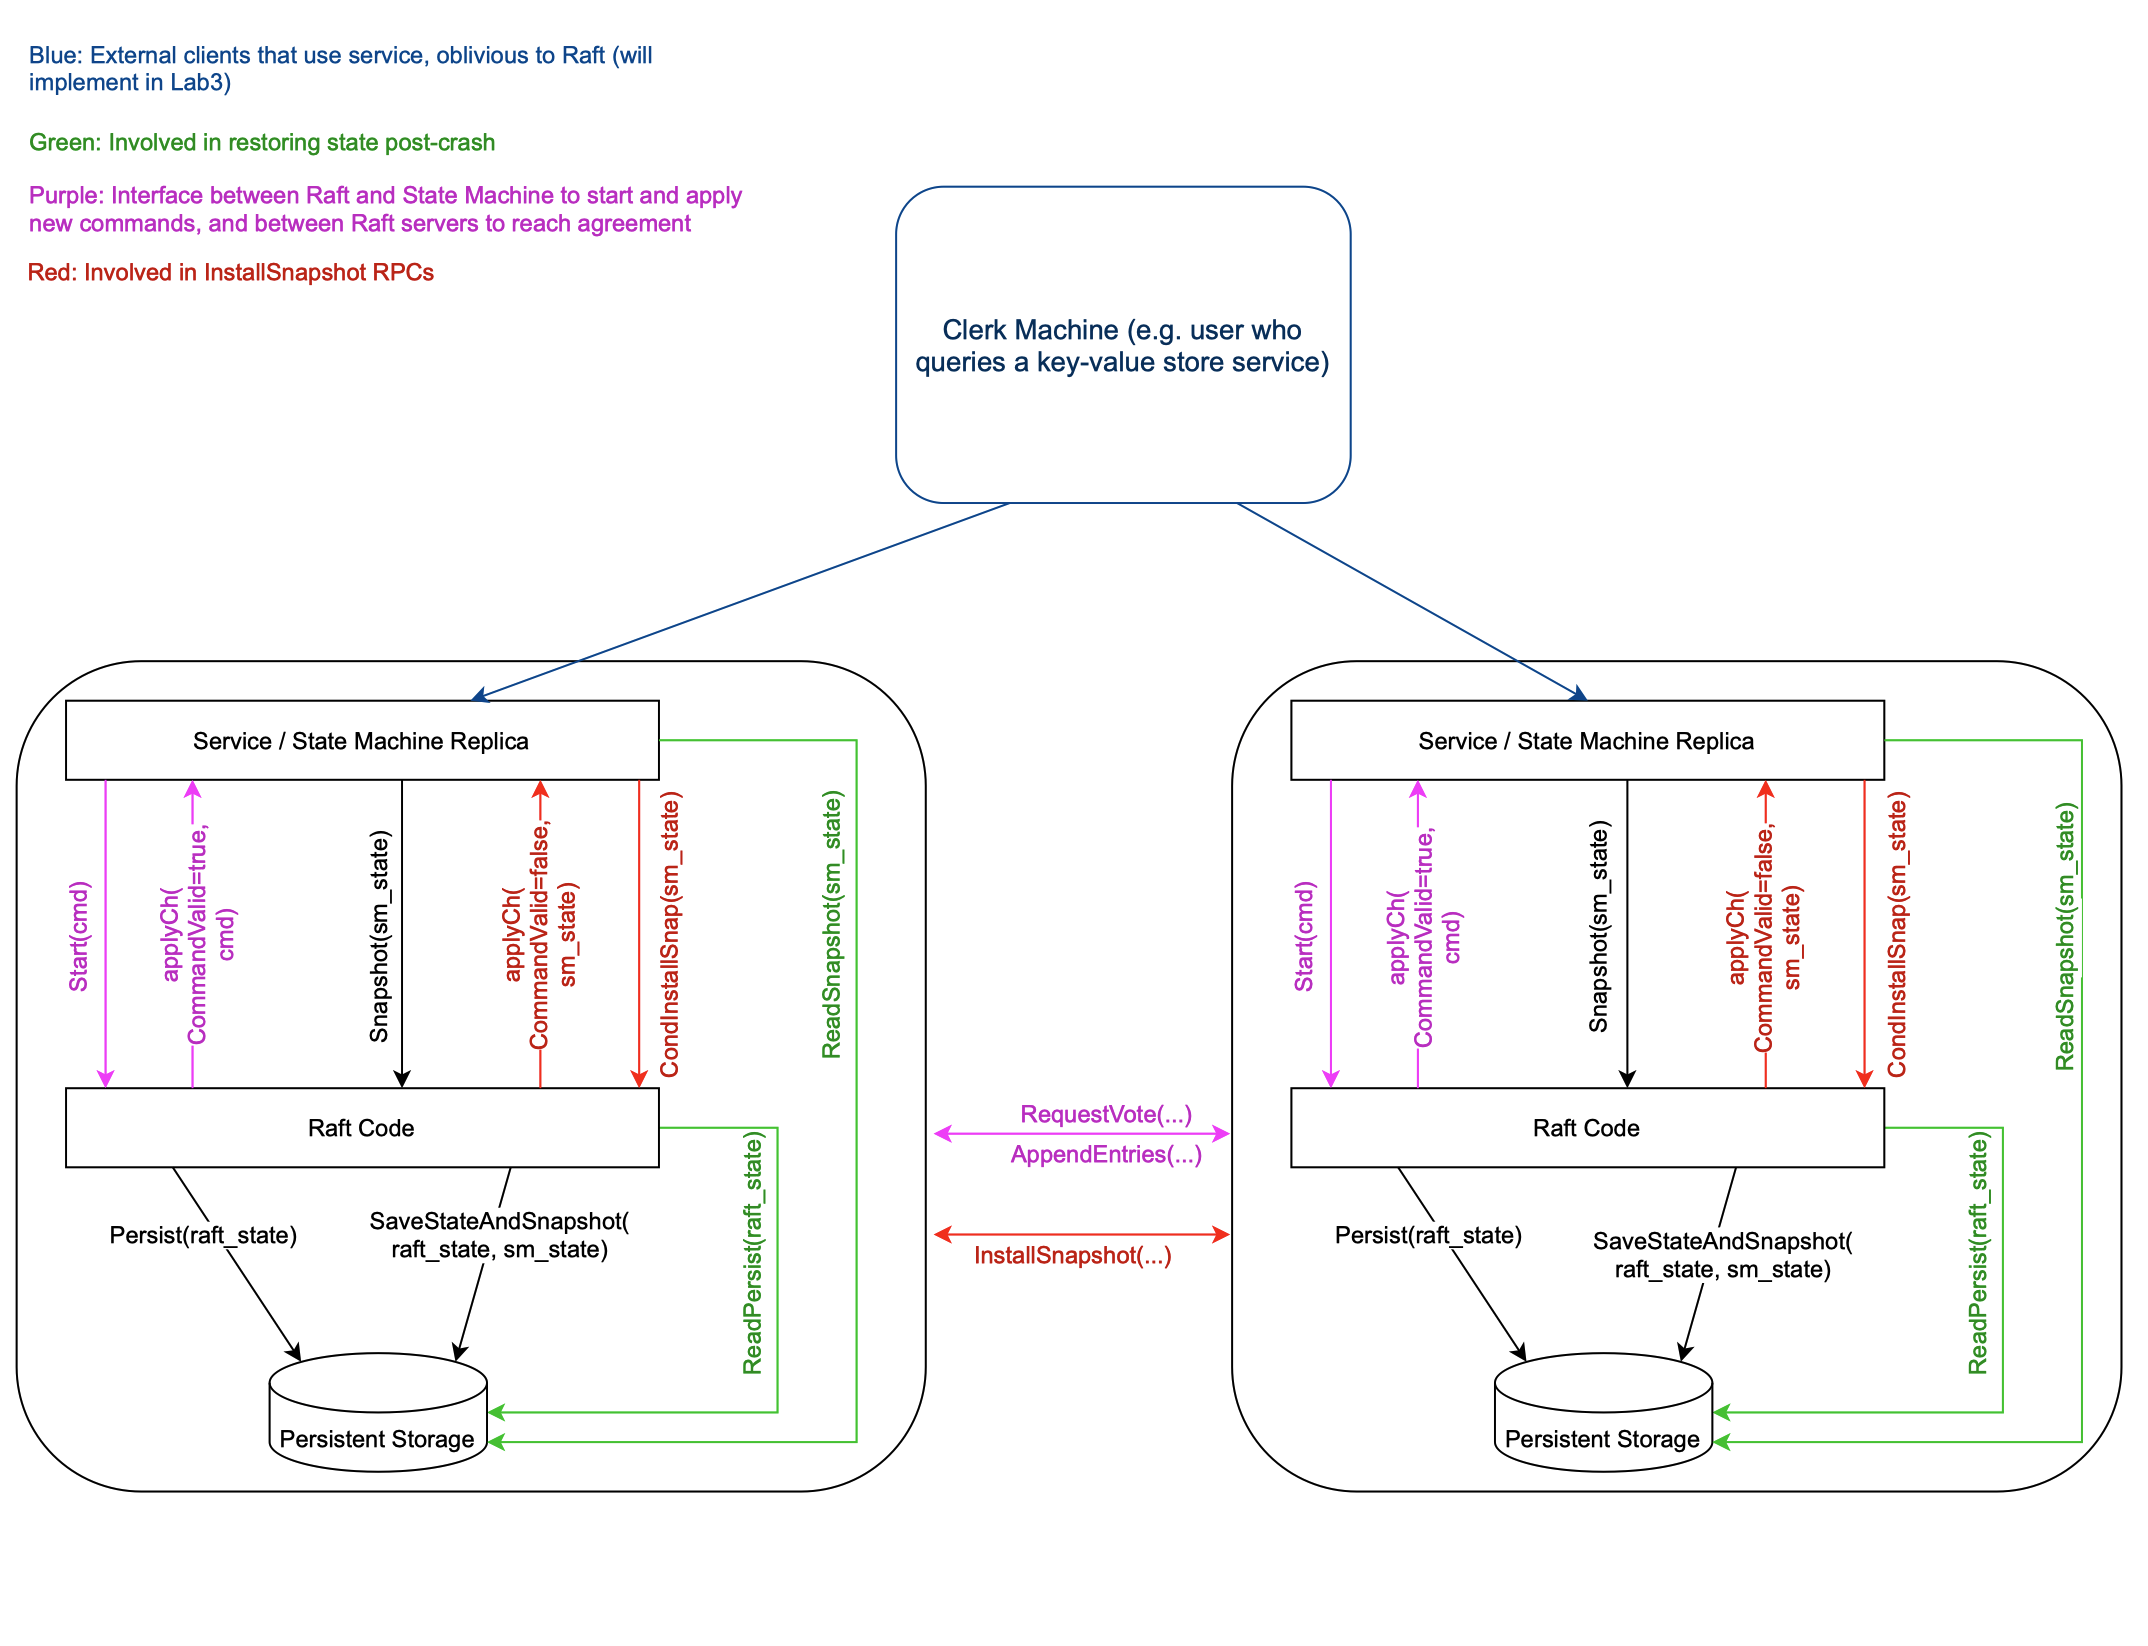 Blue: External clients that use service, oblivious to Raft (will
implement in Lab3)
Green: Involved in restoring state post-crash
Purple: Interface between Raft and State Machine to start and apply
new commands, and between Raft servers to reach agreement
Red: Involved in InstallSnapshot RPCs
Clerk Machine (e.g. user who
queries a key-value store service)
Service / State Machine Replica
Start(cmd)
applyCh(
CommandValid=true,
cmd)
Snapshot(sm_state)
applyCh(
CommandValid=false,
sm_state)
CondInstallSnap(sm_state)
ReadSnapshot(sm_state)
Raft Code
Persist(raft_state)
SaveStateAndSnapshot(
raft_state, sm_state)
ReadPersist(raft_state)
Persistent Storage
RequestVote(...)
AppendEntries(...)
InstallSnapshot(...)
Service / State Machine Replica
Start(cmd)
applyCh(
CommandValid=true,
cmd)
Snapshot(sm_state)
applyCh(
CommandValid=false,
sm_state)
CondInstallSnap(sm_state)
ReadSnapshot(sm_state)
Raft Code
Persist(raft_state)
SaveStateAndSnapshot(
raft_state, sm_state)
ReadPersist(raft_state)
Persistent Storage